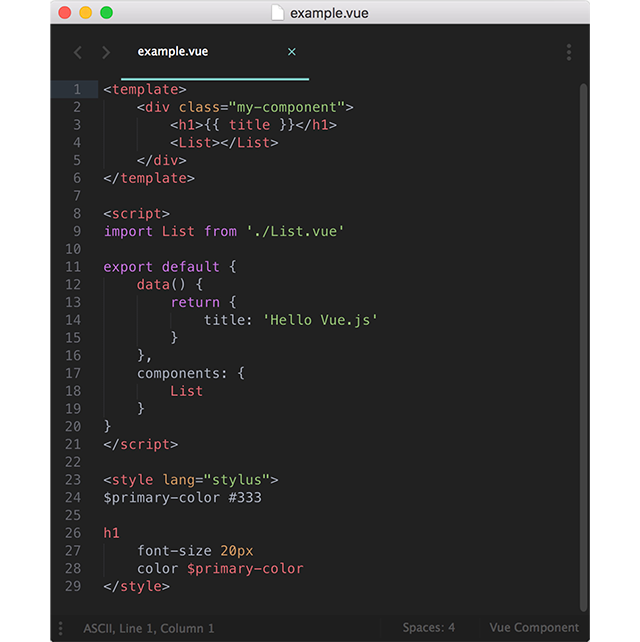 example.vue
example.vue ×
1 <template>
2     <div class="my-component">
3         <h1>{{ title }}</h1>
4         <List></List>
5     </div>
6 </template>
7
8 <script>
9 import List from './List.vue'
10
11 export default {
12     data() {
13         return {
14             title: 'Hello Vue.js'
15         }
16     },
17     components: {
18         List
19     }
20 }
21 </script>
22
23 <style lang="stylus">
24 $primary-color #333
25
26 h1
27     font-size 20px
28     color $primary-color
29 </style>
ASCII, Line 1, Column 1 Spaces: 4 Vue Component